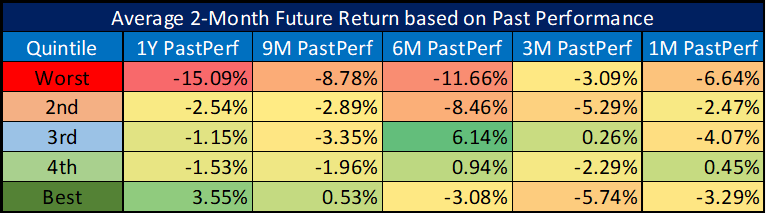 Average 2-Month Future Return based on Past Performance
Quintile 1Y PastPerf 9M PastPerf 6M PastPerf 3M PastPerf 1M PastPerf
Worst -15.09% -8.78% -11.66% -3.09% -6.64%
2nd -2.54% -2.89% -8.46% -5.29% -2.47%
3rd -1.15% -3.35% 6.14% 0.26% -4.07%
4th -1.53% -1.96% 0.94% -2.29% 0.45%
Best 3.55% 0.53% -3.08% -5.74% -3.29%